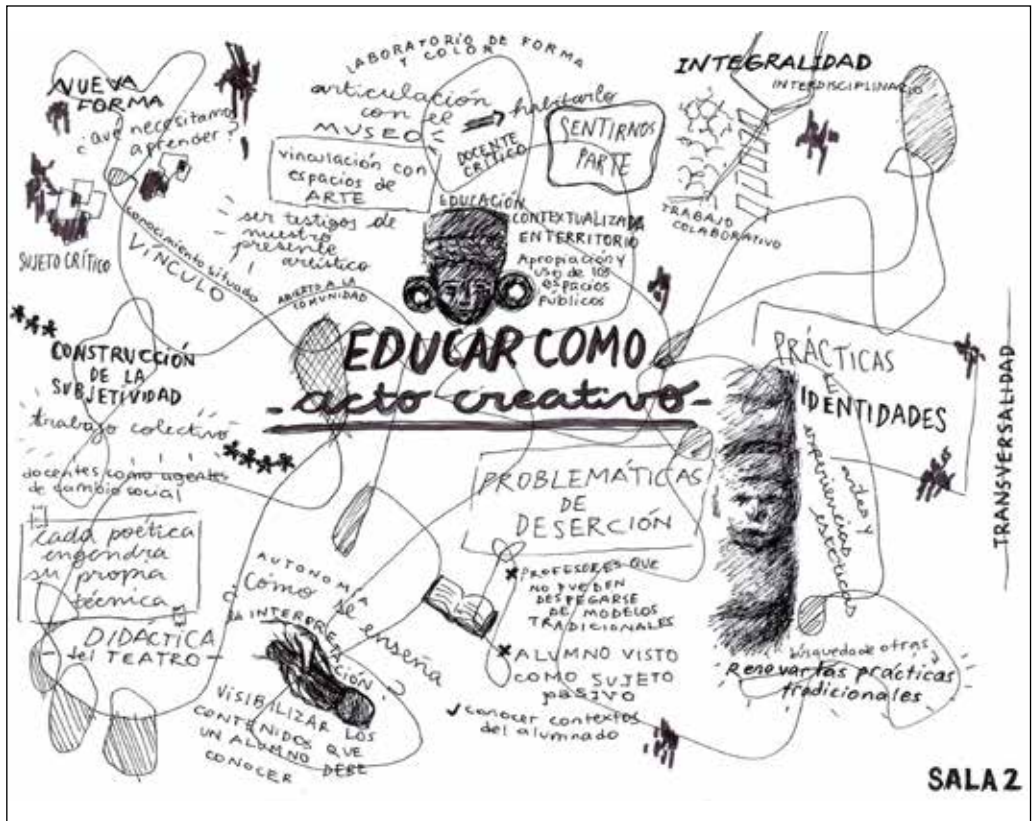 LABORATORIO DE FORMA
Y COLOR
NUEVA
FORMA
¿qué necesitamos
aprender?
SUJETO CRÍTICO
conocimiento situado
VÍNCULO
articulación
con el
MUSEO
habitarlo
DOCENTE
CRÍTICO
SENTIRNOS
PARTE
vinculación con
espacios de
ARTE
ser testigos de
nuestro
presente
artístico
ABIERTO A LA
COMUNIDAD
EDUCACIÓN
CONTEXTUALIZADA
EN TERRITORIO
Apropiación y
uso de los
espacios
públicos
INTEGRALIDAD
INTERDISCIPLINARIO
TRABAJO
COLABORATIVO
EDUCAR COMO
-acto creativo-
CONSTRUCCIÓN
DE LA
SUBJETIVIDAD
trabajo colectivo
docentes como agentes
de cambio social
cada poética
engendra
su propia
técnica
DIDÁCTICA
del TEATRO
AUTONOMÍA
¿Cómo se enseña
la INTERPRETACIÓN?
VISIBILIZAR LOS
CONTENIDOS QUE
UN ALUMNO DEBE
CONOCER
PROBLEMÁTICAS
DE
DESERCIÓN
PROFESORES QUE
NO PUEDEN
DESPEGARSE
DE MODELOS
TRADICIONALES
ALUMNO VISTO
COMO SUJETO
pasivo
conocer contextos
del alumnado
PRÁCTICAS
IDENTIDADES
experiencias
estéticas
búsqueda de otras
Renovar las prácticas
tradicionales
TRANSVERSALIDAD
SALA 2